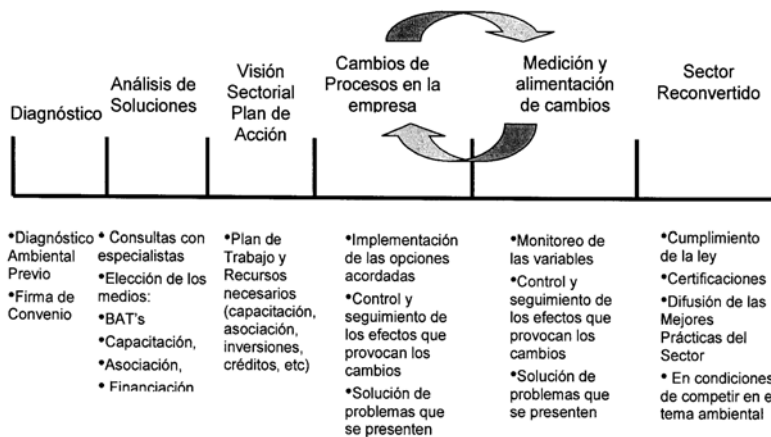 Diagnóstico
Análisis de
Soluciones
Visión
Sectorial
Plan de
Acción
Cambios de
Procesos en la
empresa
Medición y
alimentación
de cambios
Sector
Reconvertido
•Diagnóstico
Ambiental
Previo
•Firma de
Convenio
• Consultas con
especialistas
•Elección de los
medios:
•BAT's
•Capacitación,
•Asociación,
• Financiación
•Plan de
Trabajo y
Recursos
necesarios
(capacitación,
asociación,
inversiones,
créditos, etc)
•Implementación
de las opciones
acordadas
•Control y
seguimiento de
los efectos que
provocan los
cambios
•Solución de
problemas que
se presenten
•Monitoreo de
las variables
•Control y
seguimiento de
los efectos que
provocan los
cambios
•Solución de
problemas que
se presenten
•Cumplimiento
de la ley
•Certificaciones
•Difusión de las
Mejores
Prácticas del
Sector
• En condiciones
de competir en e
tema ambiental